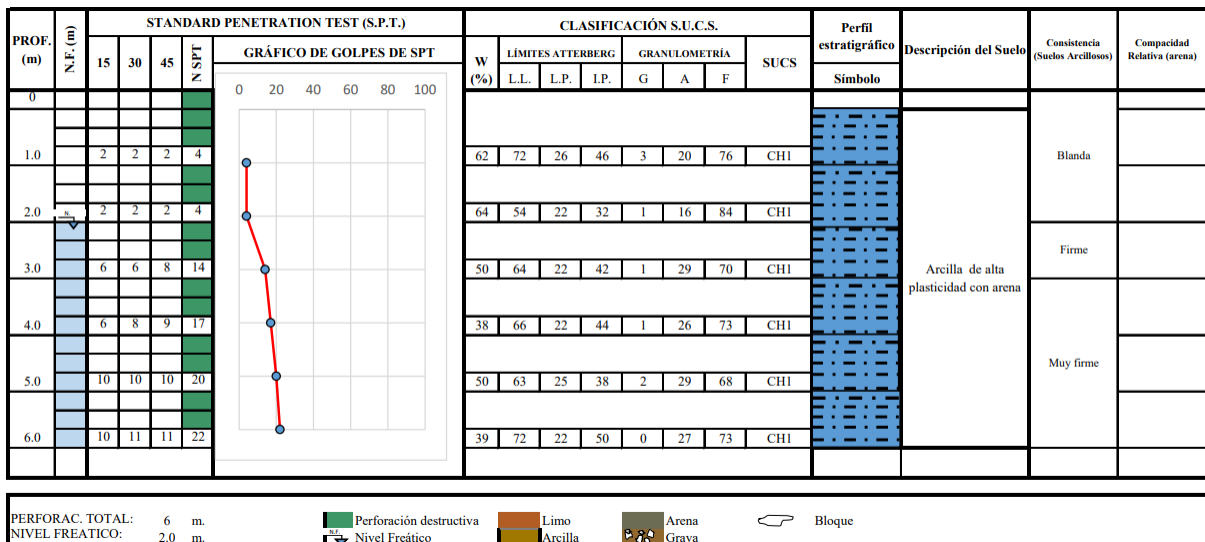 STANDARD PENETRATION TEST (S.P.T.) CLASIFICACIÓN S.U.C.S.
PROF. (m) N.F. (m) 15 30 45 N SPT GRÁFICO DE GOLPES DE SPT W (%) LÍMITES ATTERBERG GRANULOMETRÍA SUCS Perfíl estratigráfico Descripción del Suelo Consistencia (Suelos Arcillosos) Compacidad Relativa (arena)
L.L. L.P. I.P. G A F Símbolo
0 20 40 60 80 100
0
1.0 2 2 2 4 62 72 26 46 3 20 76 CH1 Blanda
2.0 N. 2 2 2 4 64 54 22 32 1 16 84 CH1
Firme
3.0 6 6 8 14 50 64 22 42 1 29 70 CH1 Arcilla de alta
plasticidad con arena
4.0 6 8 9 17 38 66 22 44 1 26 73 CH1
Muy firme
5.0 10 10 10 20 50 63 25 38 2 29 68 CH1
6.0 10 11 11 22 39 72 22 50 0 27 73 CH1
PERFORAC. TOTAL: 6 m. Perforación destructiva Limo Arena Bloque
NIVEL FREATICO: 2.0 m. N.F. Nivel Freático Arcilla Grava